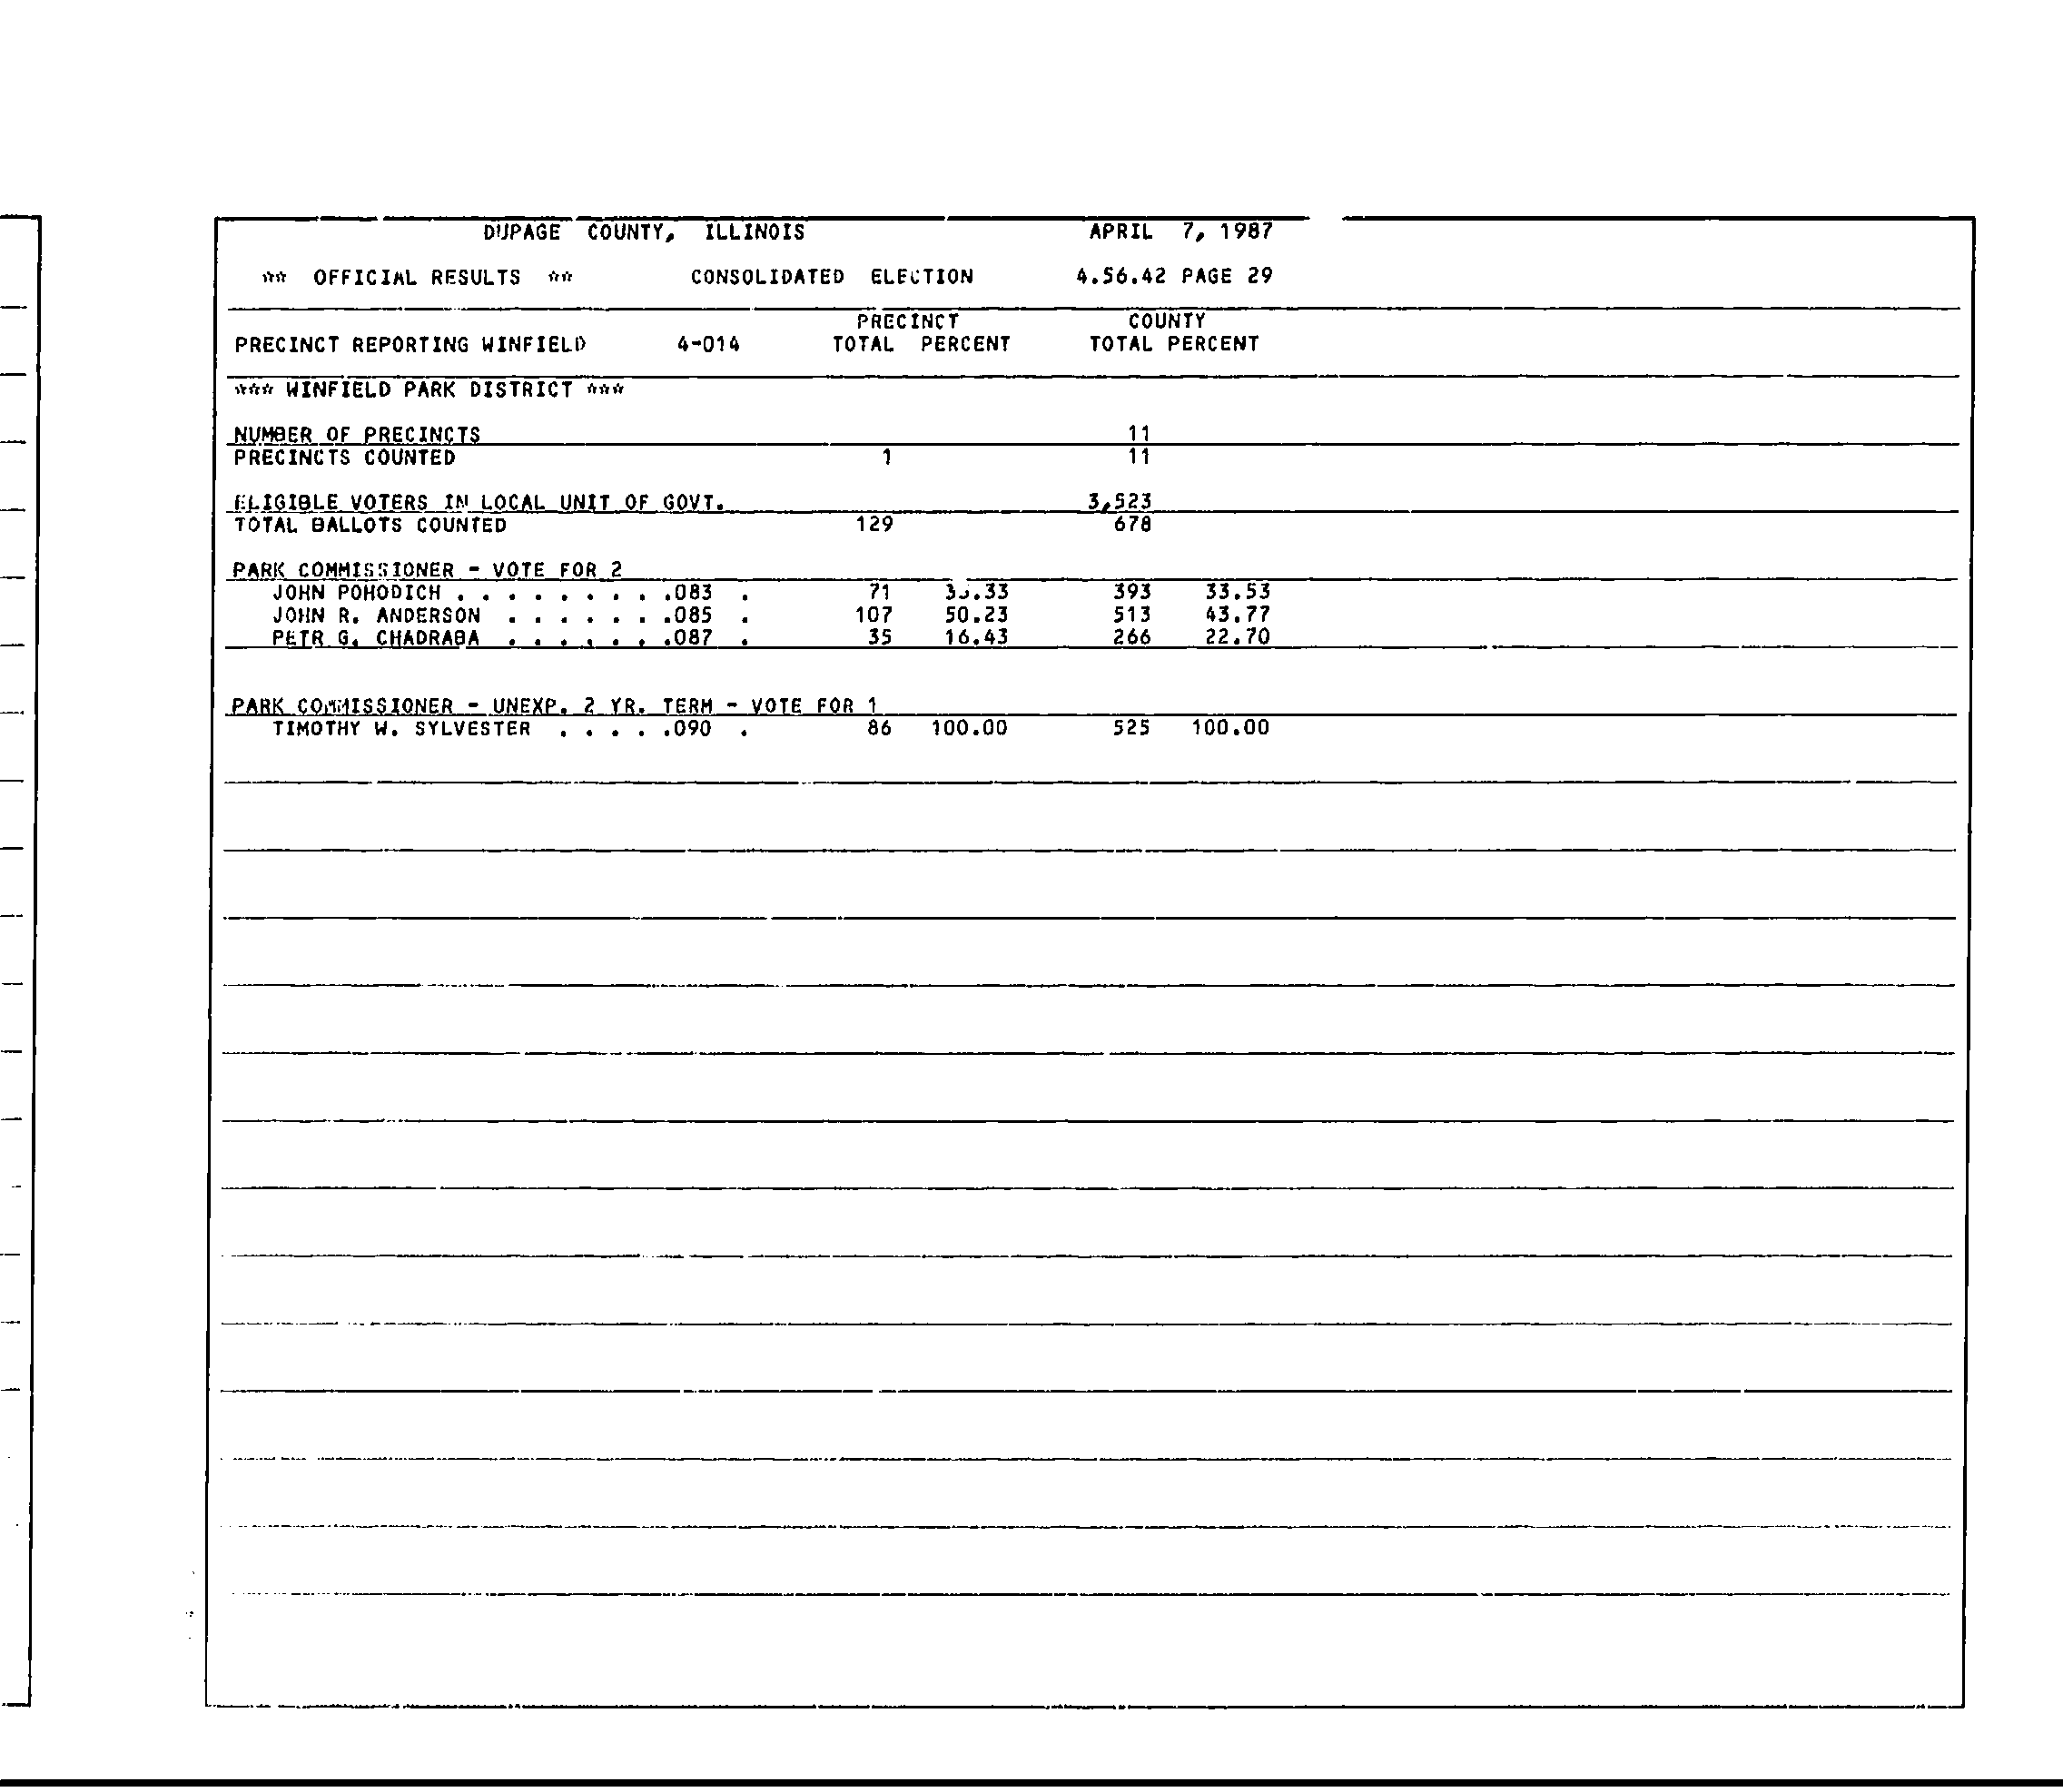 DUPAGE COUNTY, ILLINOIS APRIL 7, 1987
** OFFICIAL RESULTS ** CONSOLIDATED ELECTION 4.56.42 PAGE 29
PRECINCT COUNTY
PRECINCT REPORTING WINFIELD 4-014 TOTAL PERCENT TOTAL PERCENT
*** WINFIELD PARK DISTRICT ***
NUMBER OF PRECINCTS 11
PRECINCTS COUNTED 1 11
ELIGIBLE VOTERS IN LOCAL UNIT OF GOVT. 3,523
TOTAL BALLOTS COUNTED 129 678
PARK COMMISSIONER - VOTE FOR 2
JOHN POHODICH . . . . . . . . .083 . 71 33.33 393 33.53
JOHN R. ANDERSON . . . . . . .085 . 107 50.23 513 43.77
PETR G. CHADRABA . . . . . . .087 . 35 16.43 266 22.70
PARK COMMISSIONER - UNEXP. 2 YR. TERM - VOTE FOR 1
TIMOTHY W. SYLVESTER . . . . .090 . 86 100.00 525 100.00